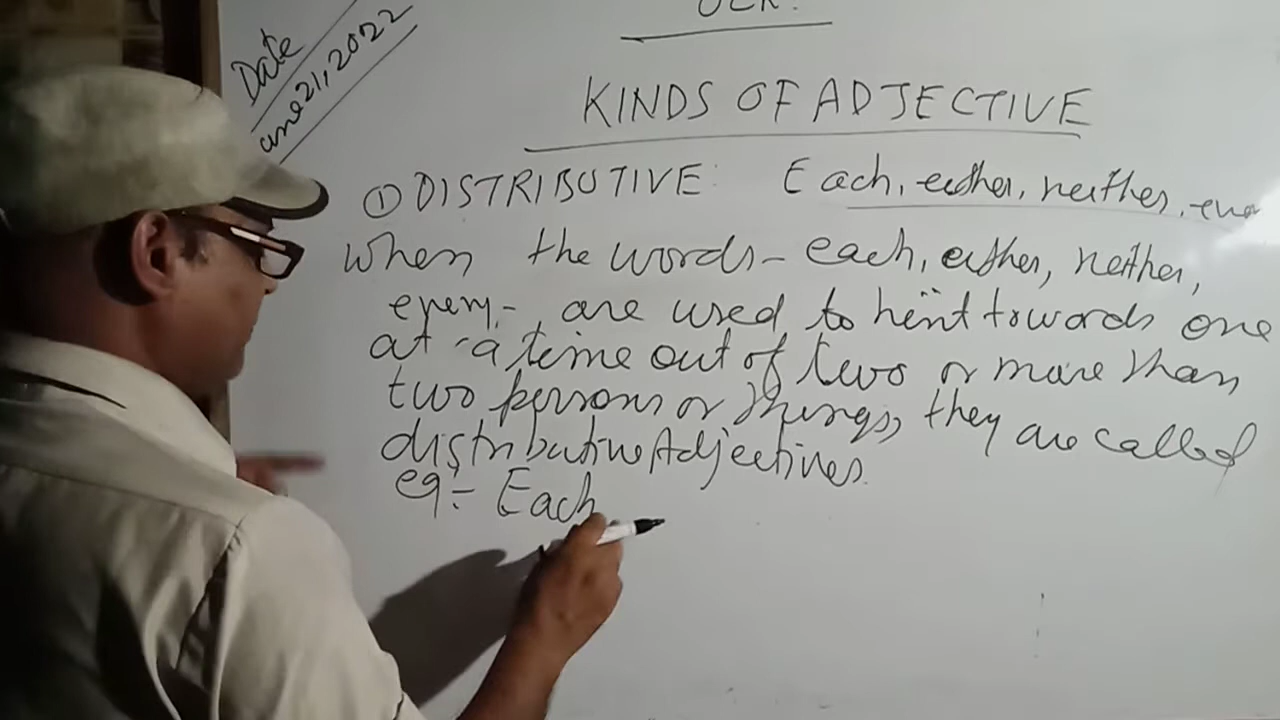 Date
une 21, 2022
KINDS OF ADJECTIVE
① DISTRIBUTIVE: Each, either, neither,
When the words - each, either, neither,
every, - are used to hint towards one
at a time out of two or more than
two persons or things, they are called
distributive Adjectives.
eg:- Each